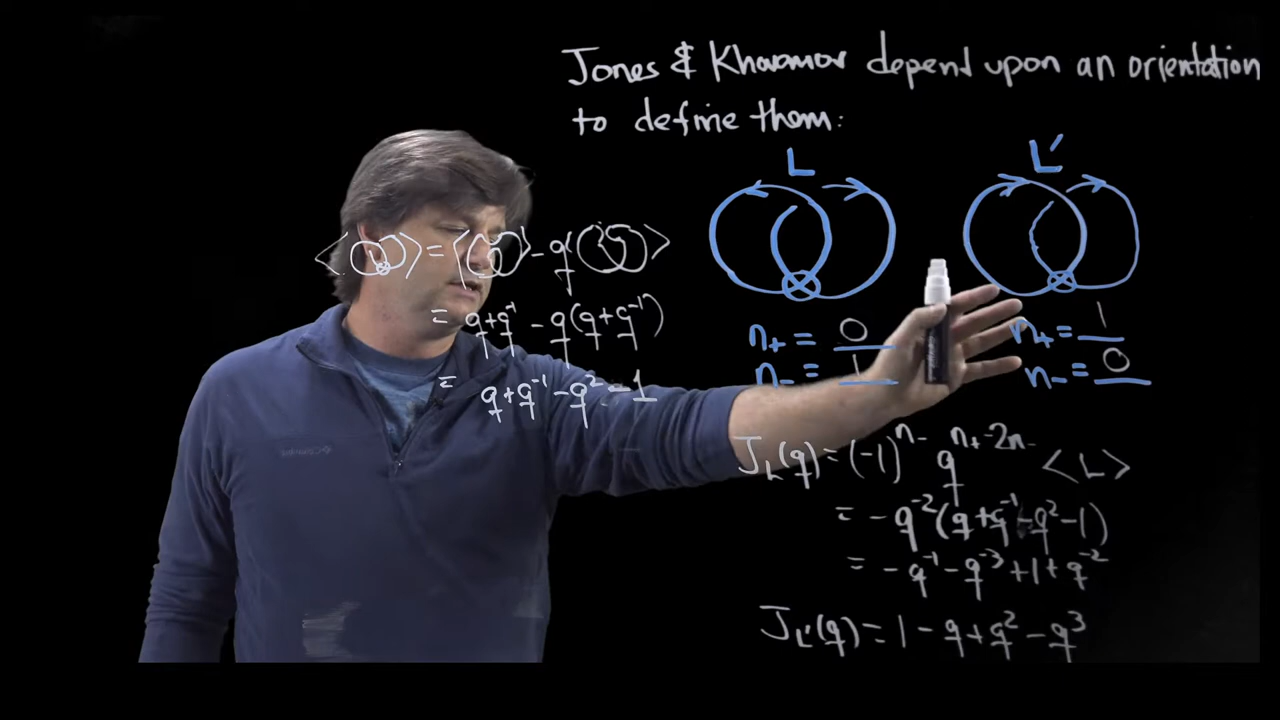 Jones & Khovanov depend upon an orientation
to define them:
L
L′
⟨ ⟩ = ⟨ ⟩ - q⟨ ⟩
= q+q⁻¹ - q(q+q⁻¹)
= q+q⁻¹ - q² - 1
n₊ = 0
n₋ = 1
n₊ = 1
n₋ = 0
J_L(q) = (-1)^{n₋} q^{n₊-2n₋} <L>
= -q⁻²(q+q⁻¹-q²-1)
= -q⁻¹-q⁻³+1+q⁻²
J_{L′}(q) = 1-q+q²-q³